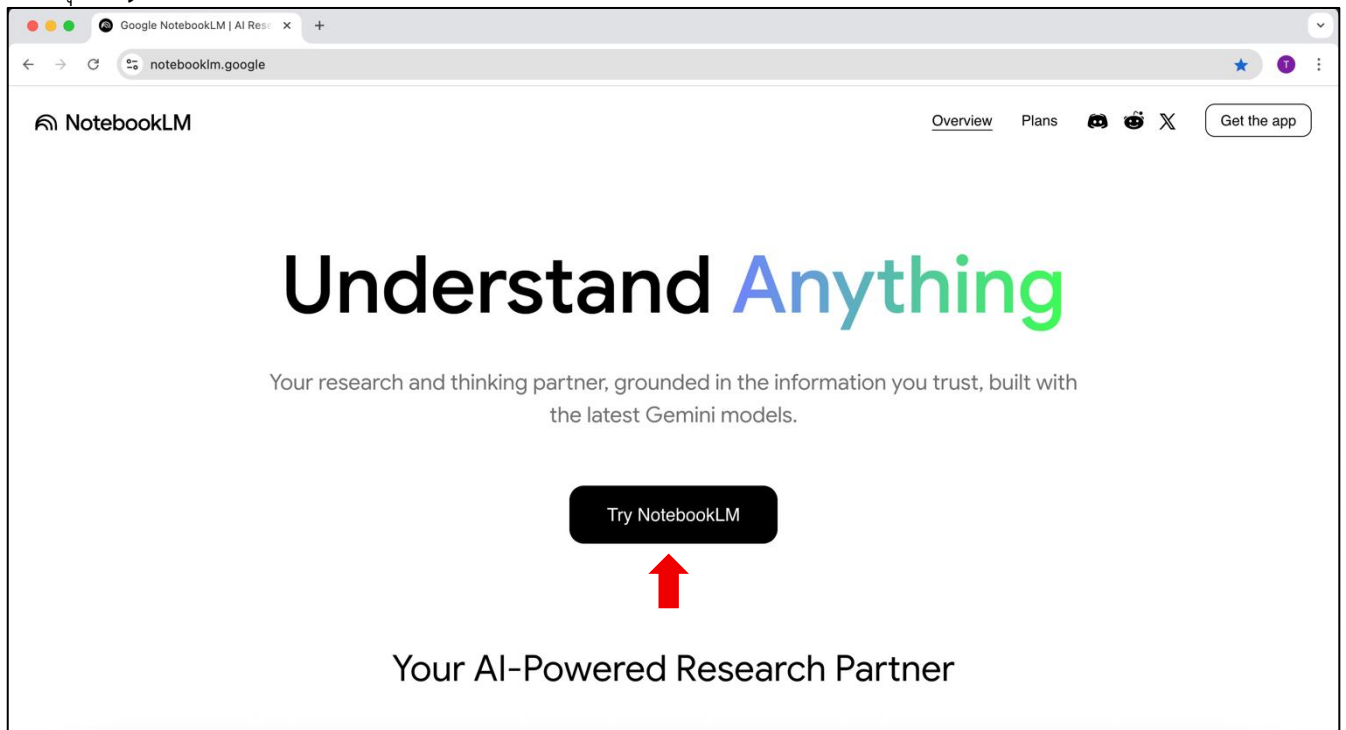 Google NotebookLM | AI Rese
notebooklm.google
NotebookLM
Overview Plans Get the app
Understand Anything
Your research and thinking partner, grounded in the information you trust, built with
the latest Gemini models.
Try NotebookLM
Your AI-Powered Research Partner